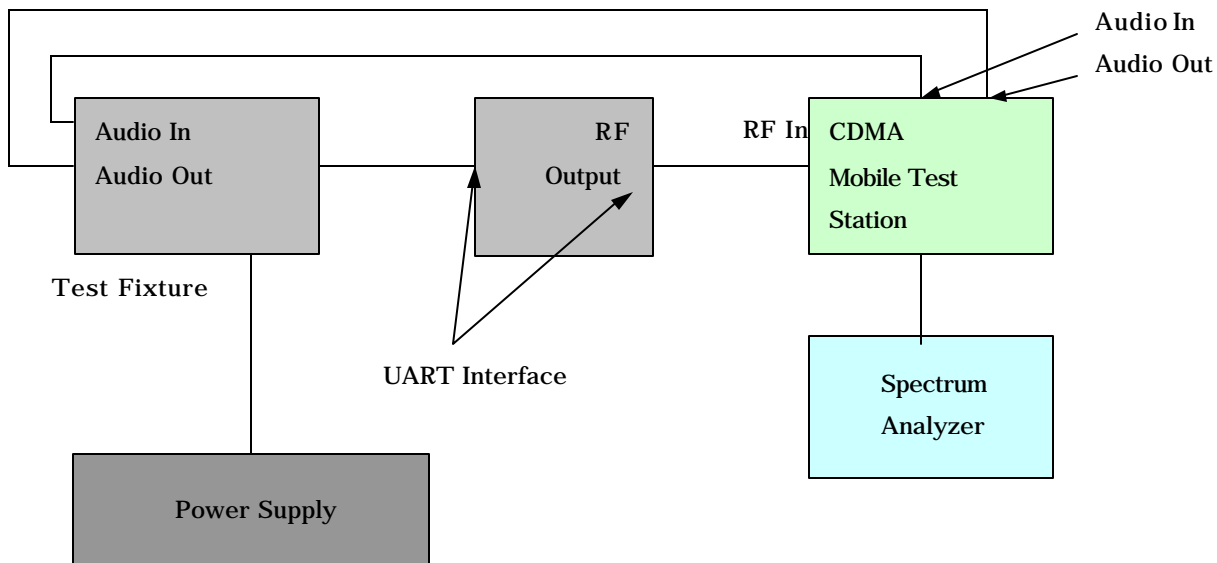 Audio In
Audio Out
Audio In
Audio Out
RF
Output
RF In
CDMA
Mobile Test
Station
Test Fixture
UART Interface
Spectrum
Analyzer
Power Supply